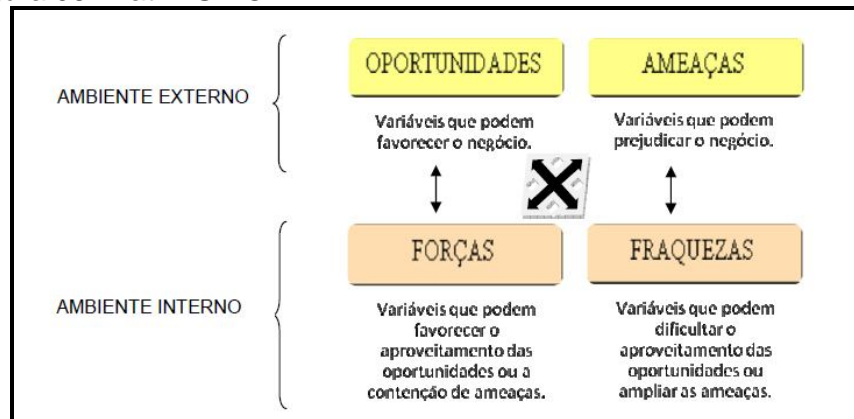 AMBIENTE EXTERNO
OPORTUNIDADES
Variáveis que podem
favorecer o negócio.
AMEAÇAS
Variáveis que podem
prejudicar o negócio.
AMBIENTE INTERNO
FORÇAS
Variáveis que podem
favorecer o
aproveitamento das
oportunidades ou a
contenção de ameaças.
FRAQUEZAS
Variáveis que podem
dificultar o
aproveitamento das
oportunidades ou
ampliar as ameaças.